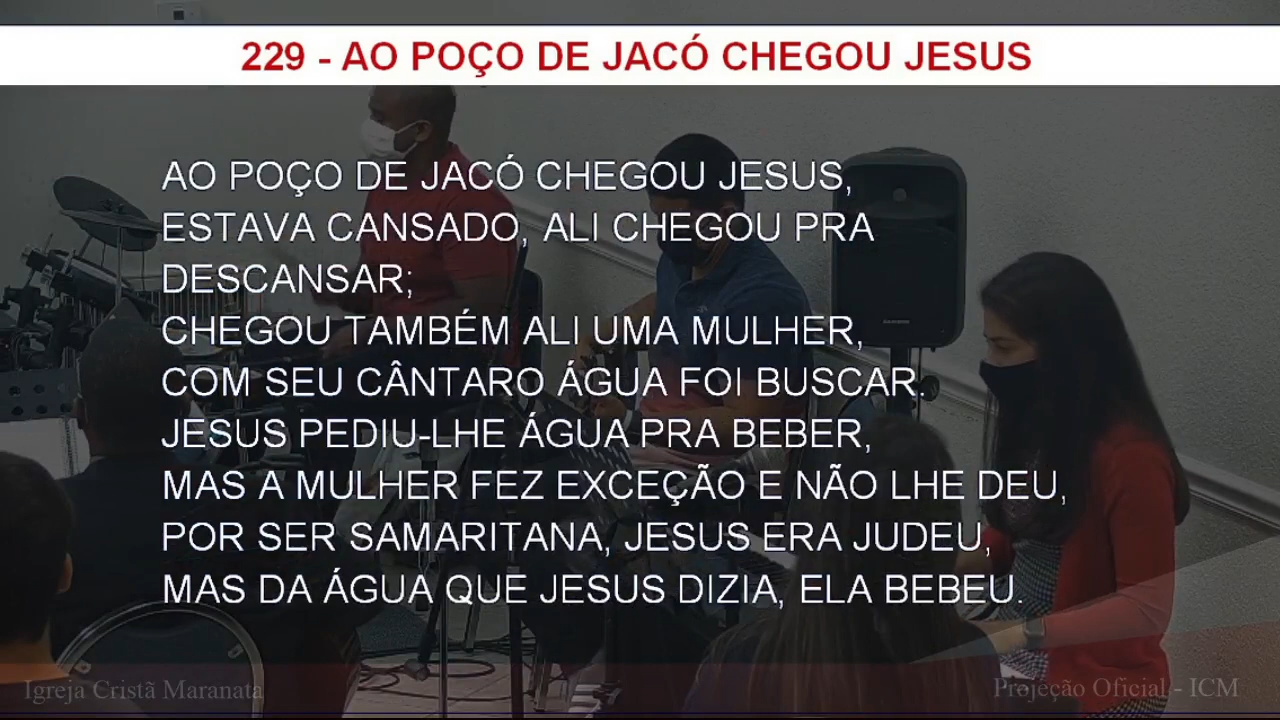 229 - AO POÇO DE JACÓ CHEGOU JESUS
AO POÇO DE JACÓ CHEGOU JESUS,
ESTAVA CANSADO, ALI CHEGOU PRA
DESCANSAR;
CHEGOU TAMBÉM ALI UMA MULHER,
COM SEU CÂNTARO ÁGUA FOI BUSCAR.
JESUS PEDIU-LHE ÁGUA PRA BEBER,
MAS A MULHER FEZ EXCEÇÃO E NÃO LHE DEU,
POR SER SAMARITANA, JESUS ERA JUDEU,
MAS DA ÁGUA QUE JESUS DIZIA, ELA BEBEU.
Igreja Cristã Maranata
Projeção Oficial - ICM